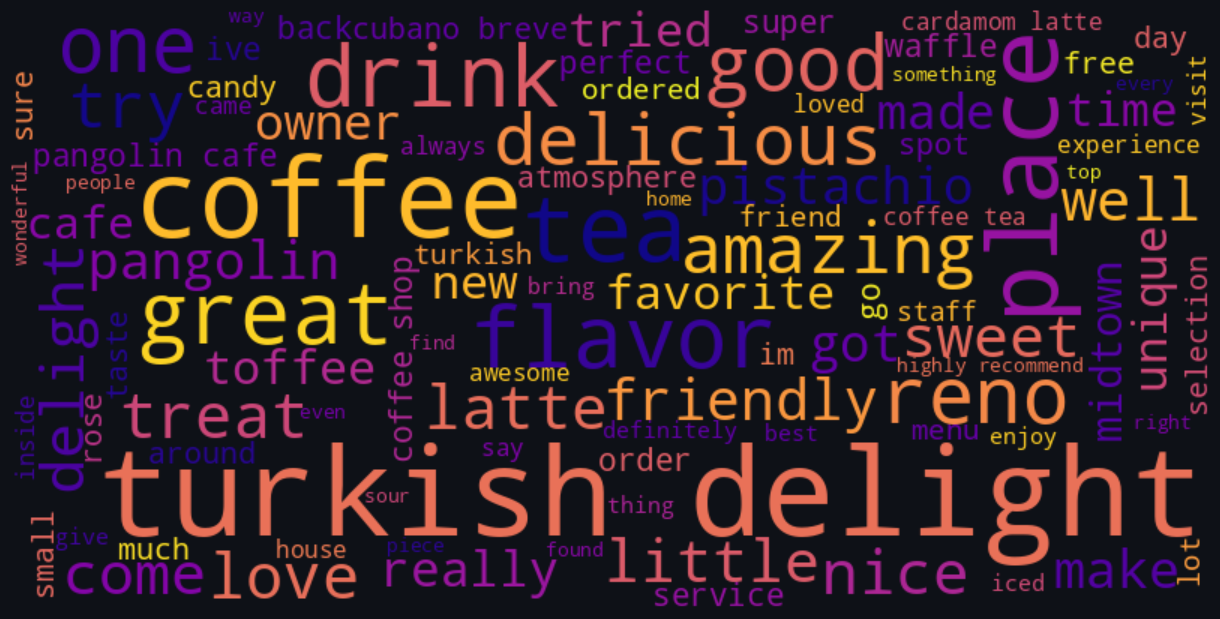 way
one
ive
backcubano breve
tried
super
cardamom latte
day
drink
perfect
good
waffle
something
place
free
every
visit
sure
try
candy
came
ordered
loved
made
time
owner
always
delicious
spot
experience
pangolin cafe
people
coffee
atmosphere
home
pistachio
top
well
wonderful
cafe
tea
friend
coffee tea
pangolin
turkish
amazing
delight
new
bring
favorite
go
staff
midtown
unique
selection
great
coffee shop
flavor
find
im
got
sweet
taste
toffee
awesome
highly recommend
inside
rose
treat
even
latte
friendly
reno
definitely
best
menu
enjoy
right
around
say
order
turkish delight
sour
thing
small
give
much
house
piece
found
come
love
really
little
nice
service
iced
make
lot